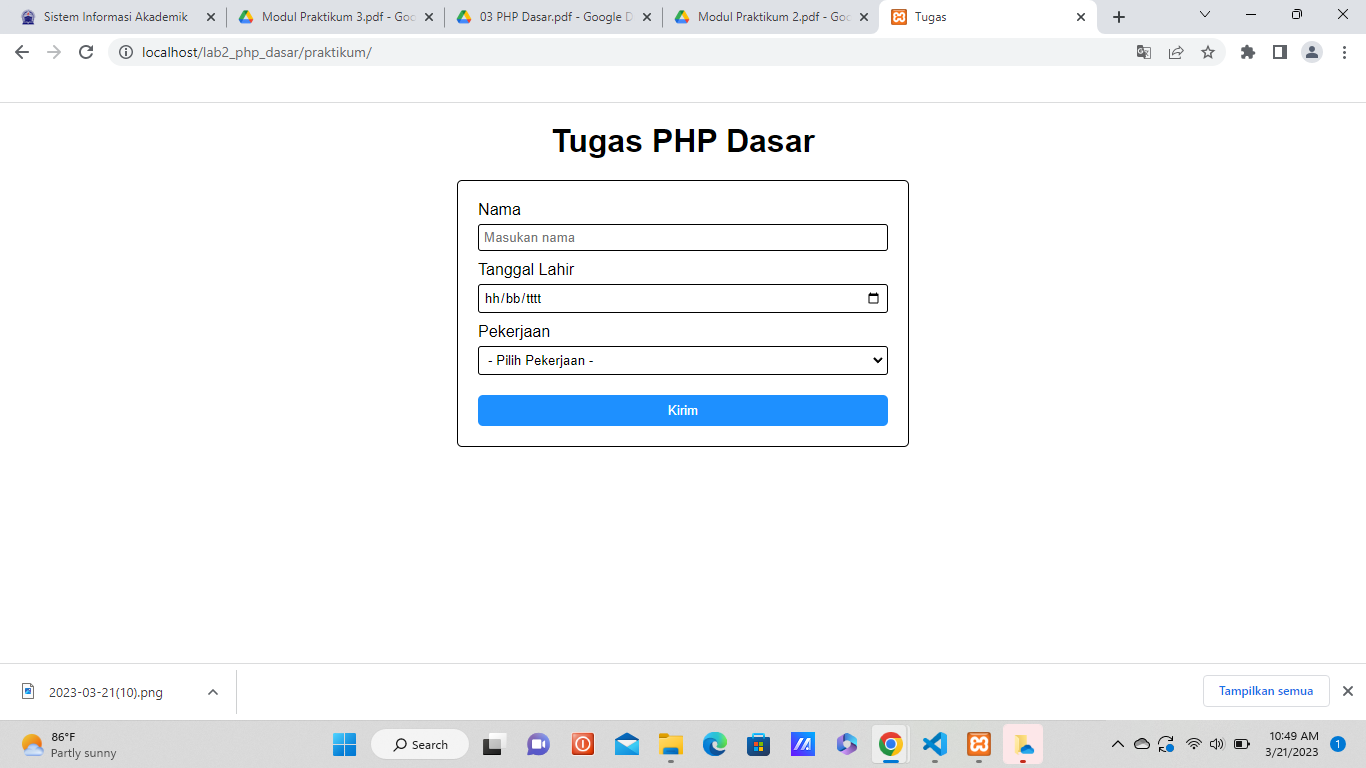 Sistem Informasi Akademik
Modul Praktikum 3.pdf - Goo
03 PHP Dasar.pdf - Google D
Modul Praktikum 2.pdf - Goo
Tugas
localhost/lab2_php_dasar/praktikum/
Tugas PHP Dasar
Nama
Masukan nama
Tanggal Lahir
hh/bb/tttt
Pekerjaan
- Pilih Pekerjaan -
Kirim
2023-03-21(10).png
Tampilkan semua
86°F
Partly sunny
Search
10:49 AM
3/21/2023
1